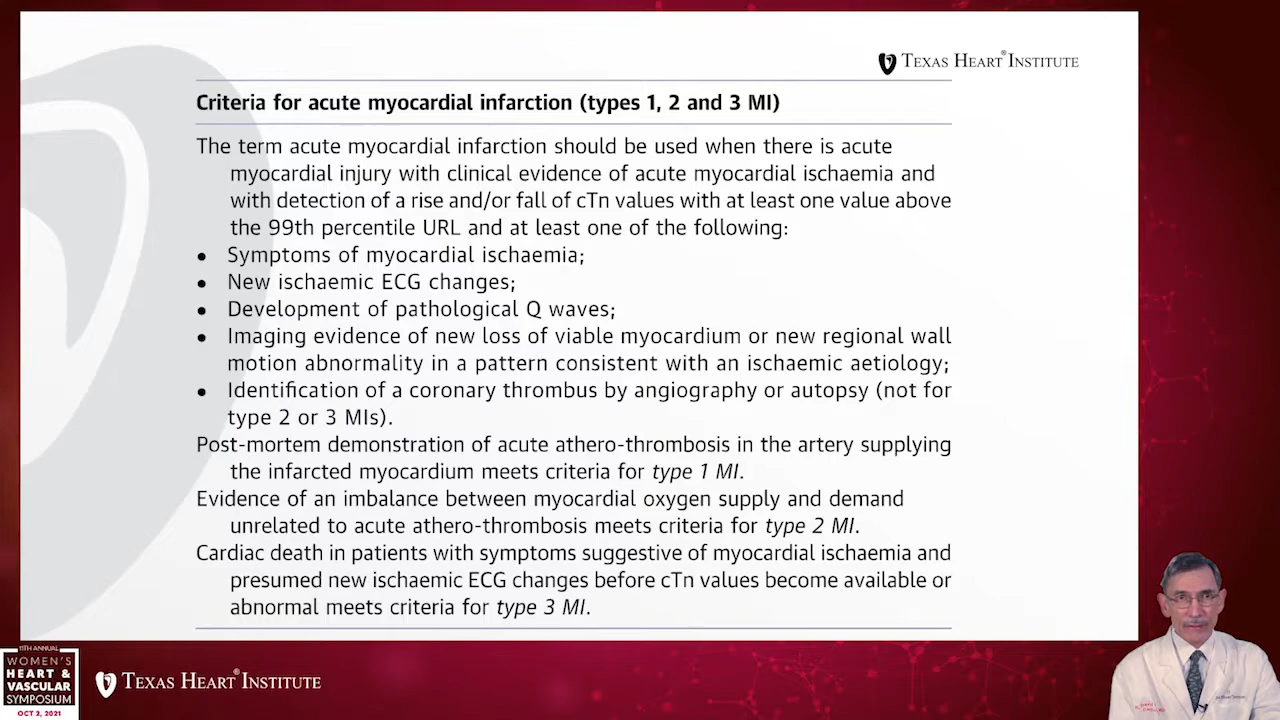 TEXAS HEART® INSTITUTE
Criteria for acute myocardial infarction (types 1, 2 and 3 MI)
The term acute myocardial infarction should be used when there is acute
myocardial injury with clinical evidence of acute myocardial ischaemia and
with detection of a rise and/or fall of cTn values with at least one value above
the 99th percentile URL and at least one of the following:
• Symptoms of myocardial ischaemia;
• New ischaemic ECG changes;
• Development of pathological Q waves;
• Imaging evidence of new loss of viable myocardium or new regional wall
motion abnormality in a pattern consistent with an ischaemic aetiology;
• Identification of a coronary thrombus by angiography or autopsy (not for
type 2 or 3 MIs).
Post-mortem demonstration of acute athero-thrombosis in the artery supplying
the infarcted myocardium meets criteria for type 1 MI.
Evidence of an imbalance between myocardial oxygen supply and demand
unrelated to acute athero-thrombosis meets criteria for type 2 MI.
Cardiac death in patients with symptoms suggestive of myocardial ischaemia and
presumed new ischaemic ECG changes before cTn values become available or
abnormal meets criteria for type 3 MI.
11TH ANNUAL
WOMEN'S
HEART &
VASCULAR
SYMPOSIUM
OCT 2, 2021
TEXAS HEART® INSTITUTE